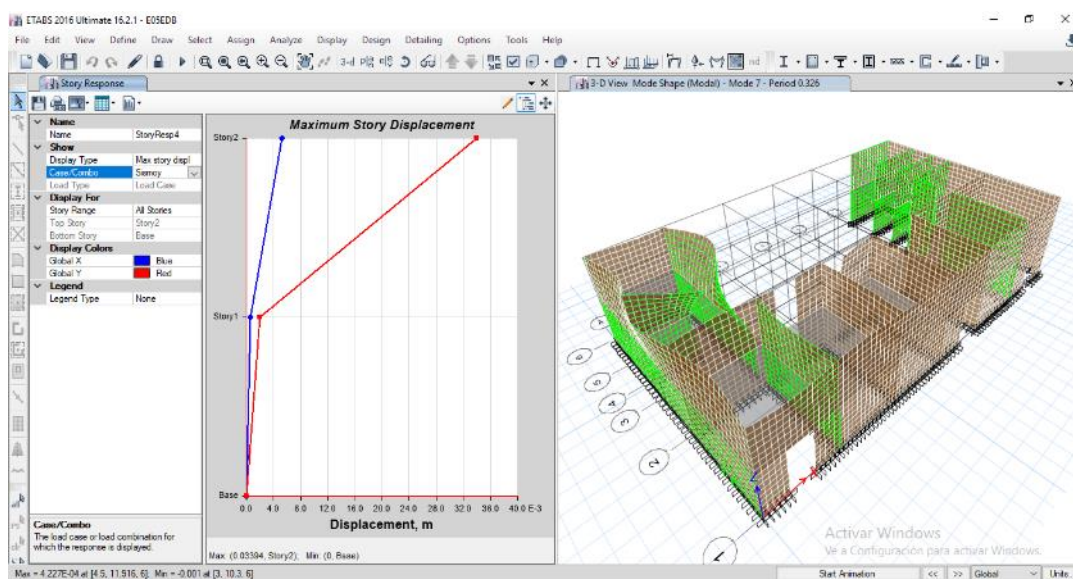 ETABS 2016 Ultimate 16.2.1 - E05EDB
File Edit View Define Draw Select Assign Analyze Display Design Detailing Options Tools Help
Story Response
Name
Name StoryResp4
Show
Display Type Max story displ
Case/Combo Sismoy
Load Type Load Case
Display For
Story Range All Stories
Top Story Story2
Bottom Story Base
Display Colors
Global X Blue
Global Y Red
Legend
Legend Type None
Case/Combo
The load case or load combination for
which the response is displayed.
Maximum Story Displacement
Story2
Story1
Base
0.0 4.0 8.0 12.0 16.0 20.0 24.0 28.0 32.0 36.0 40.0 E-3
Displacement, m
Max: (0.03394, Story2); Min: (0, Base)
3-D View Mode Shape (Modal) - Mode 7 - Period 0.326
5
4
3
2
1
Z
X
Activar Windows
Ve a Configuración para activar Windows.
Max = 4.227E-04 at [4.5, 11.916, 6]; Min = -0.001 at [3, 10.3, 6]
Start Animation << >> Global Units...